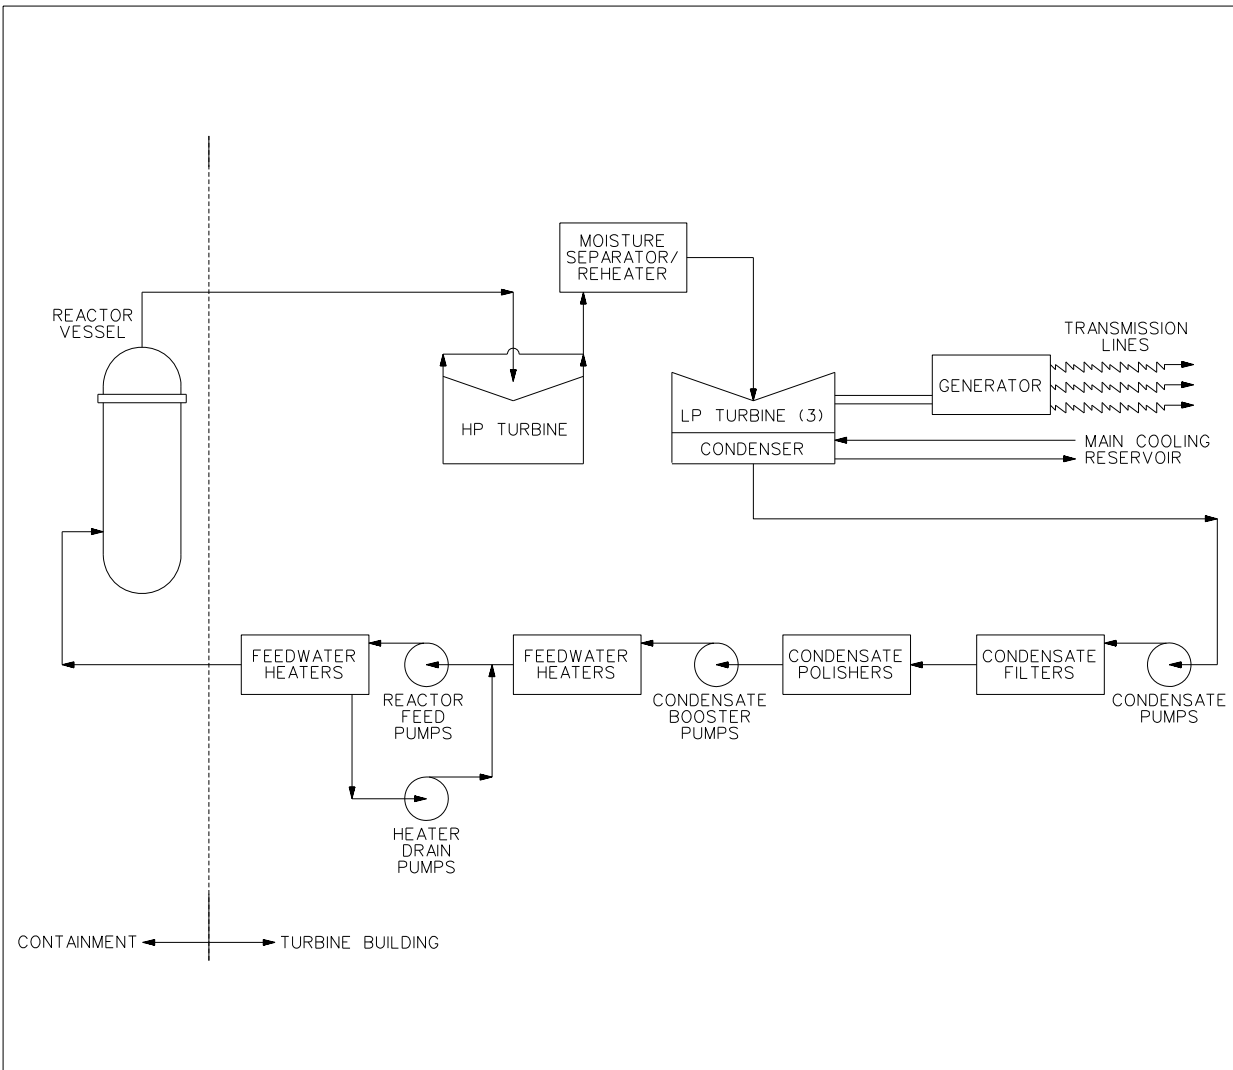 MOISTURE
SEPARATOR/
REHEATER
REACTOR
VESSEL
TRANSMISSION
LINES
GENERATOR
HP TURBINE
LP TURBINE (3)
CONDENSER
MAIN COOLING
RESERVOIR
FEEDWATER
HEATERS
REACTOR
FEED
PUMPS
FEEDWATER
HEATERS
CONDENSATE
BOOSTER
PUMPS
CONDENSATE
POLISHERS
CONDENSATE
FILTERS
CONDENSATE
PUMPS
HEATER
DRAIN
PUMPS
CONTAINMENT
TURBINE BUILDING